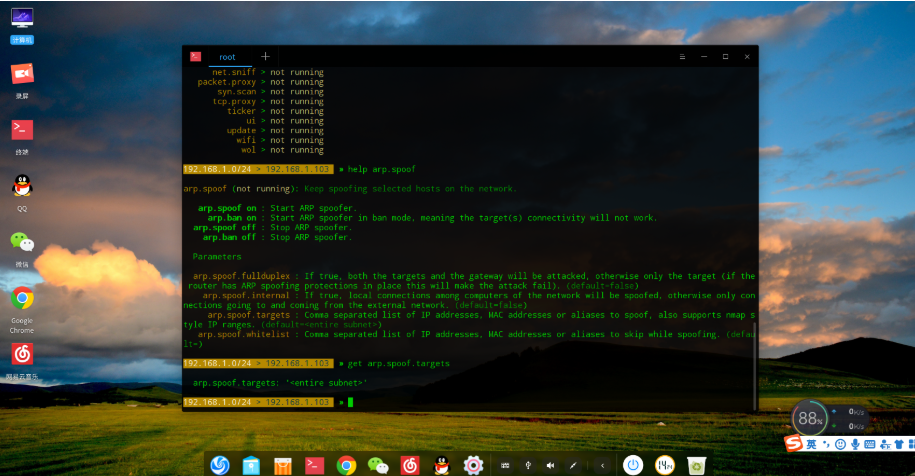 计算机
录屏
终端
QQ
微信
Google
Chrome
网易云音乐
root
net.sniff > not running
packet.proxy > not running
syn.scan > not running
tcp.proxy > not running
ticker > not running
ui > not running
update > not running
wifi > not running
wol > not running
192.168.1.0/24 > 192.168.1.103 » help arp.spoof
arp.spoof (not running): Keep spoofing selected hosts on the network.
arp.spoof on : Start ARP spoofer.
arp.ban on : Start ARP spoofer in ban mode, meaning the target(s) connectivity will not work.
arp.spoof off : Stop ARP spoofer.
arp.ban off : Stop ARP spoofer.
Parameters
arp.spoof.fullduplex : If true, both the targets and the gateway will be attacked, otherwise only the target (if the
router has ARP spoofing protections in place this will make the attack fail). (default=false)
arp.spoof.internal : If true, local connections among computers of the network will be spoofed, otherwise only con
nections going to and coming from the external network. (default=false)
arp.spoof.targets : Comma separated list of IP addresses, MAC addresses or aliases to spoof, also supports nmap s
tyle IP ranges. (default=<entire subnet>)
arp.spoof.whitelist : Comma separated list of IP addresses, MAC addresses or aliases to skip while spoofing. (defau
lt=)
192.168.1.0/24 > 192.168.1.103 » get arp.spoof.targets
arp.spoof.targets: '<entire subnet>'
192.168.1.0/24 > 192.168.1.103 »
88%
0K/s
0K/s
英